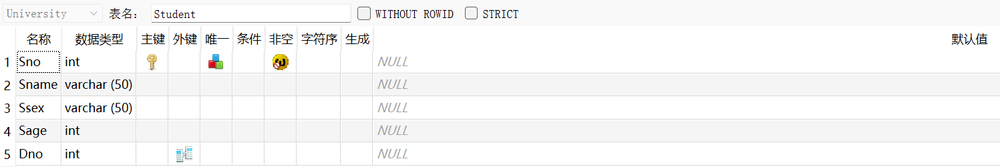 University 表名： Student WITHOUT ROWID STRICT
名称 数据类型 主键 外键 唯一 条件 非空 字符序 生成 默认值
1 Sno int NULL
2 Sname varchar (50) NULL
3 Ssex varchar (50) NULL
4 Sage int NULL
5 Dno int NULL